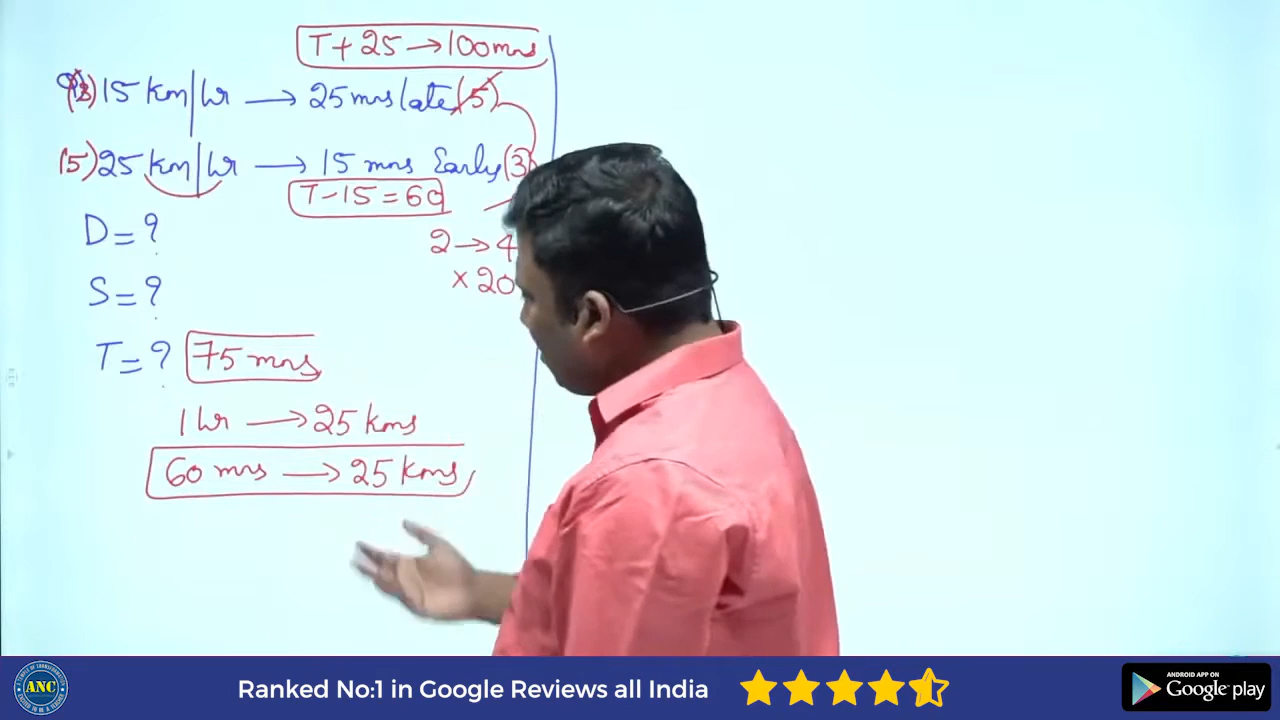 T+25→100mns
15 km|hr → 25 mns late (5)
(5) 25 km|hr → 15 mns Early (3)
T-15=60
D=?
2→4
S=?
×20
T=? 75 mns
1 hr → 25 kms
60 mns → 25 kms
ANC
Ranked No:1 in Google Reviews all India
ANDROID APP ON
Google play